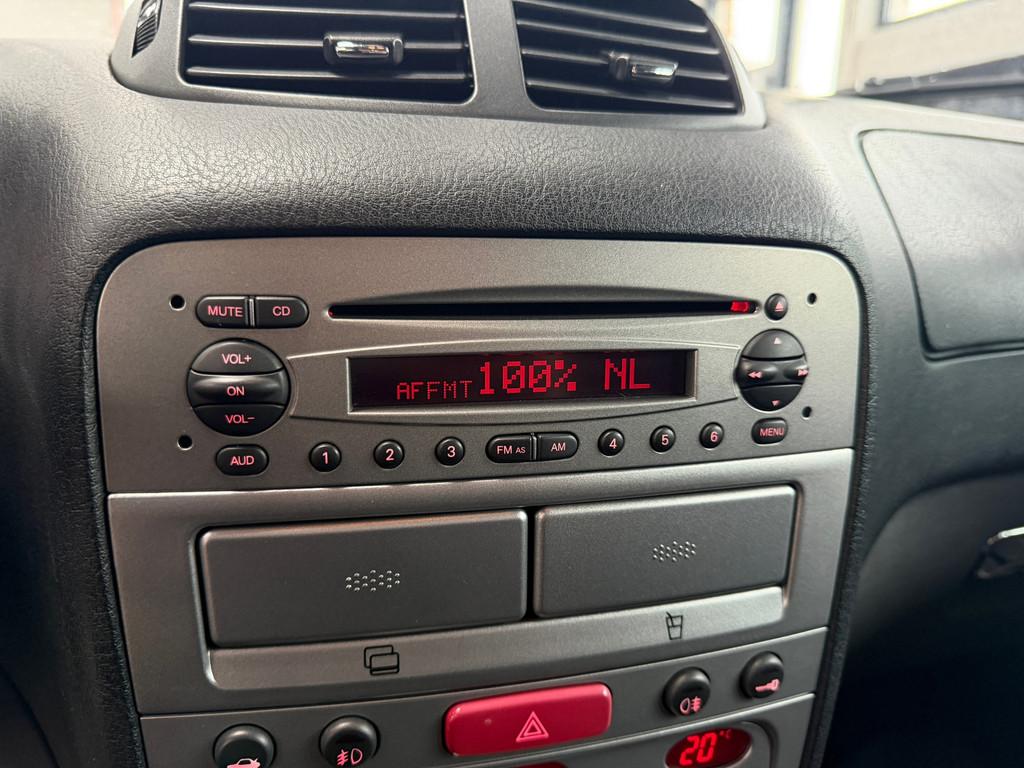 MUTE CD
VOL+
ON
VOL-
AFFMT 100% NL
AUD 1 2 3 FM AS AM 4 5 6 MENU
20°